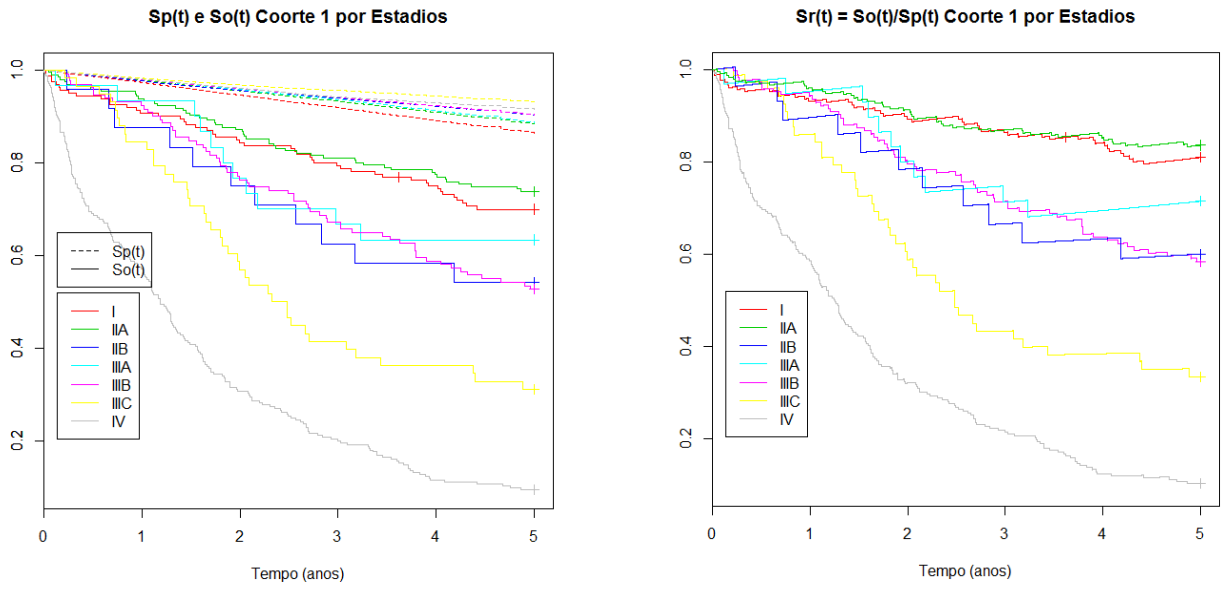 Sp(t) e So(t) Coorte 1 por Estadios
1.0
0.8
0.6
0.4
0.2
Sp(t)
So(t)
I
IIA
IIB
IIIA
IIIB
IIIC
IV
0 1 2 3 4 5
Tempo (anos)
Sr(t) = So(t)/Sp(t) Coorte 1 por Estadios
1.0
0.8
0.6
0.4
0.2
I
IIA
IIB
IIIA
IIIB
IIIC
IV
0 1 2 3 4 5
Tempo (anos)